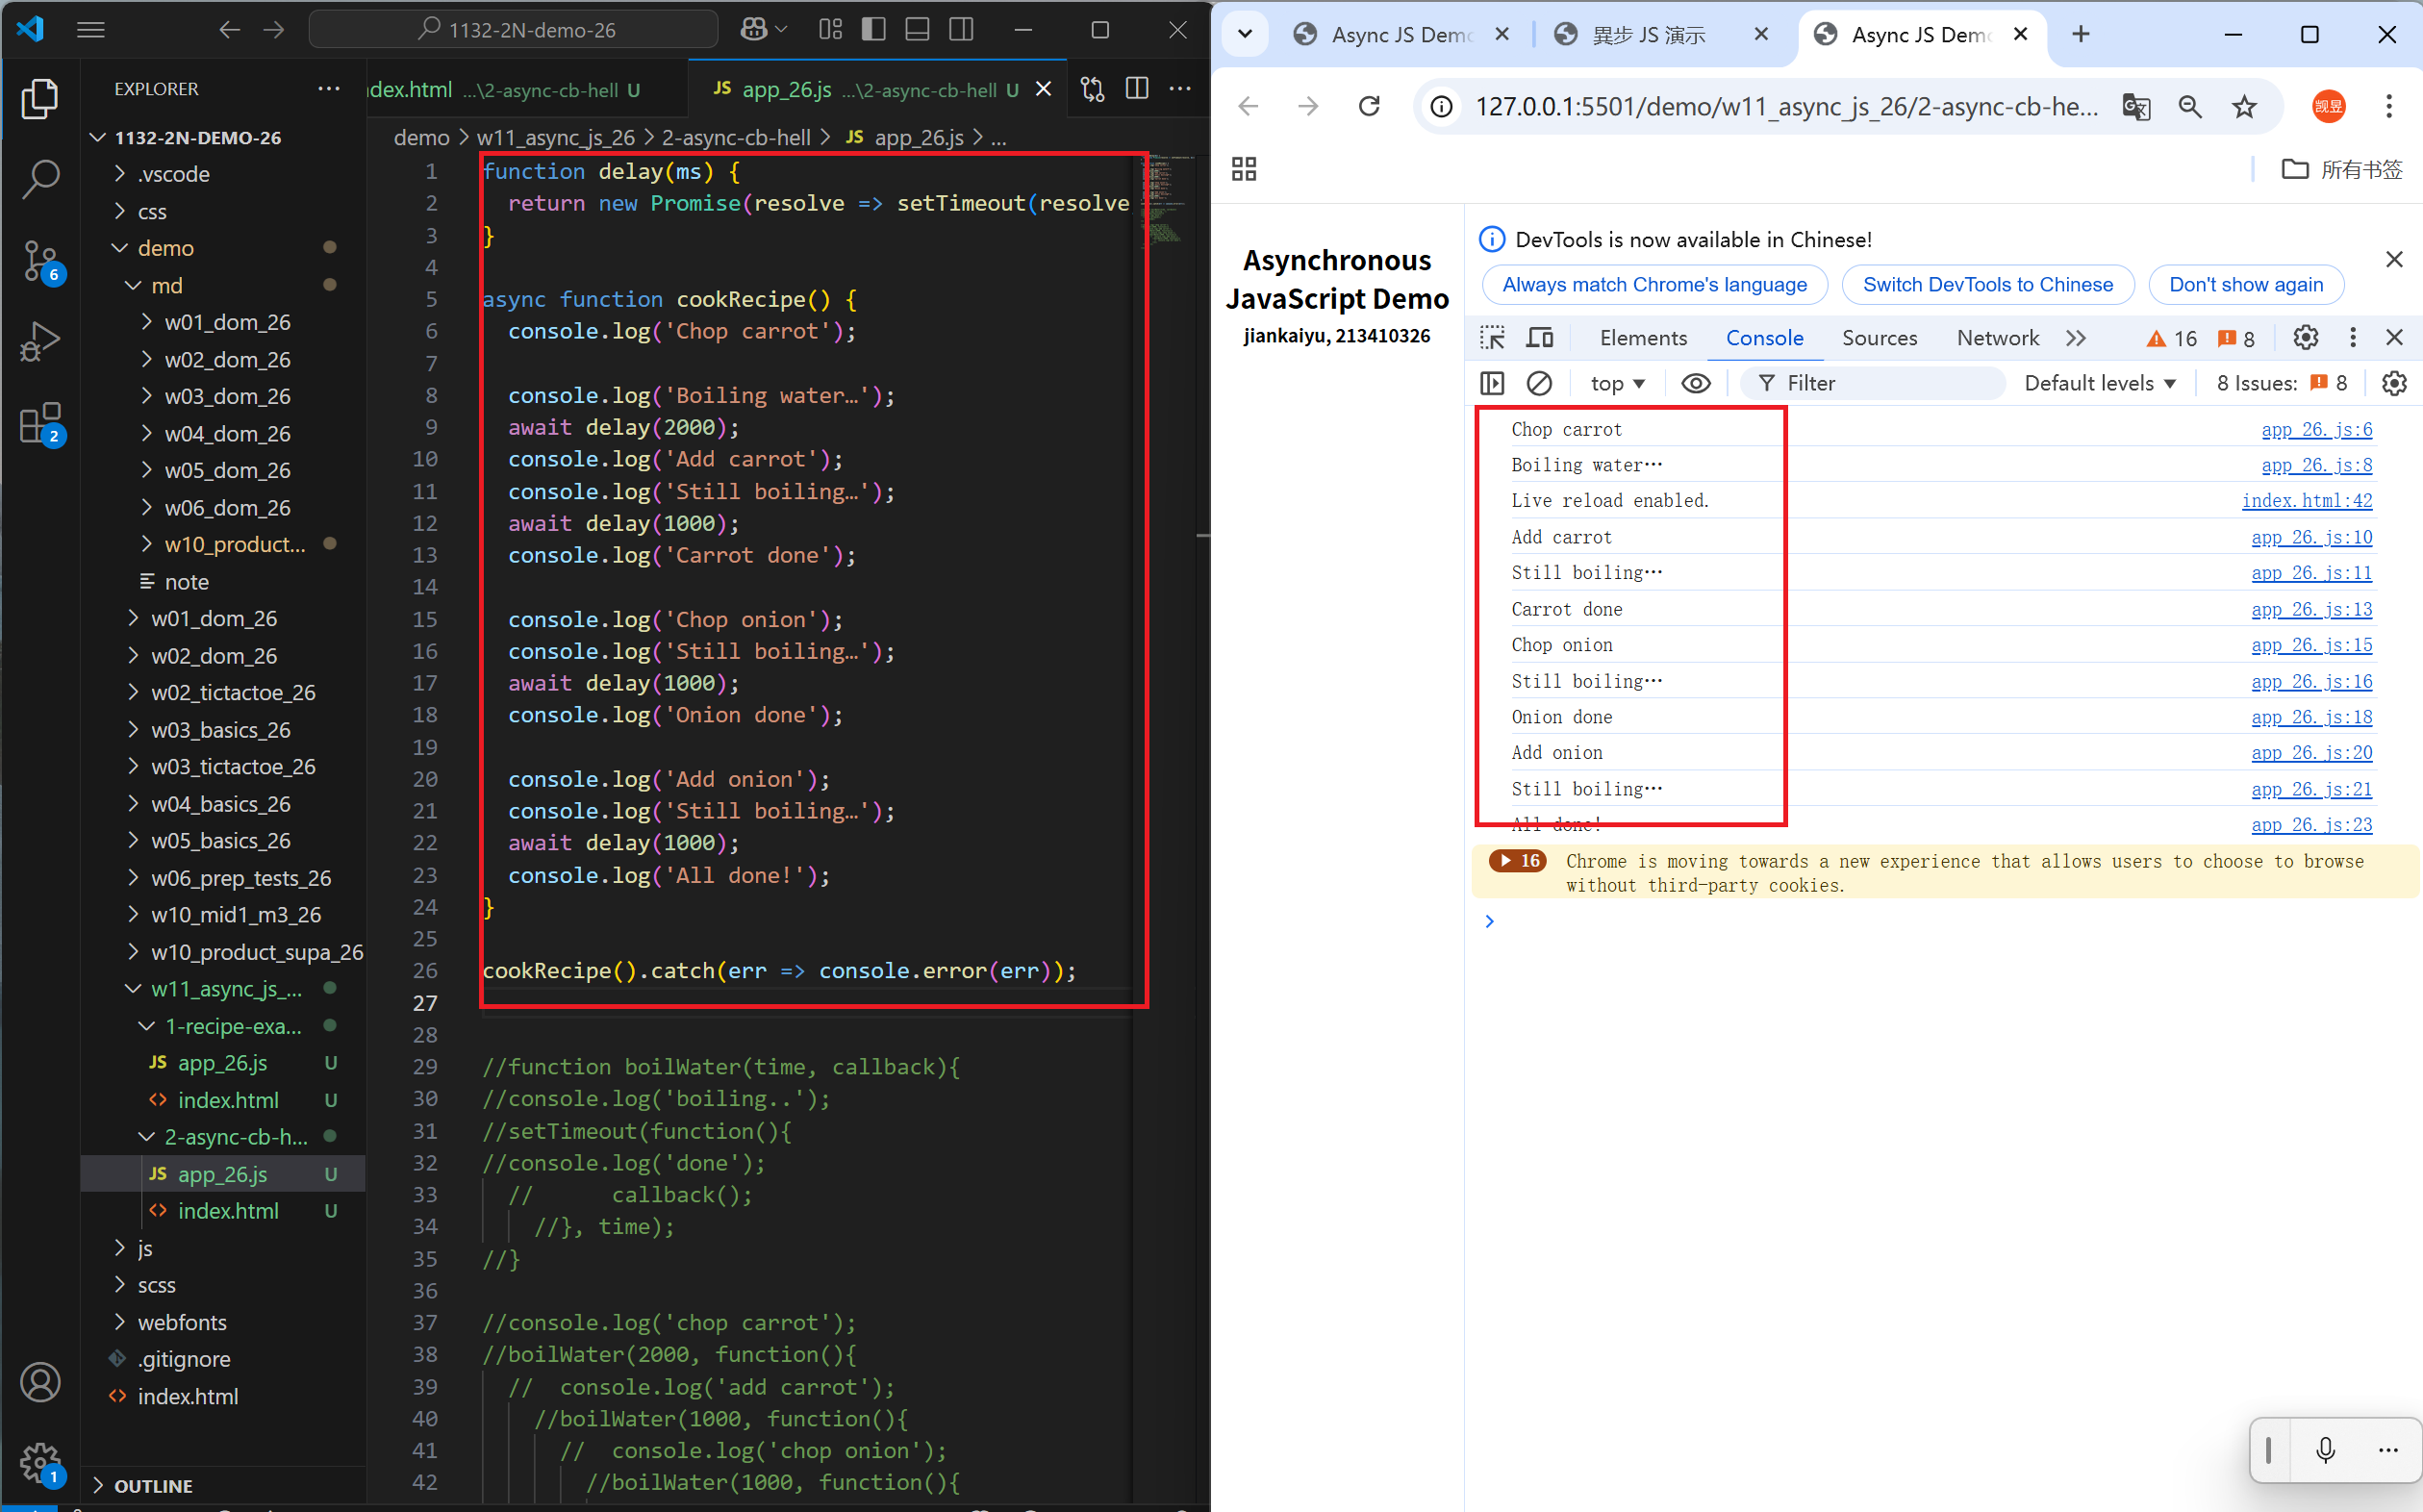 1132-2N-demo-26
EXPLORER
1132-2N-DEMO-26
.vscode
css
demo
md
w01_dom_26
w02_dom_26
w03_dom_26
w04_dom_26
w05_dom_26
w06_dom_26
w10_product...
note
w01_dom_26
w02_dom_26
w02_tictactoe_26
w03_basics_26
w03_tictactoe_26
w04_basics_26
w05_basics_26
w06_prep_tests_26
w10_mid1_m3_26
w10_product_supa_26
w11_async_js_...
1-recipe-exa...
JS app_26.js U
<> index.html U
2-async-cb-h...
JS app_26.js U
<> index.html U
js
scss
webfonts
.gitignore
<> index.html
OUTLINE
6
2
1
dex.html ...\2-async-cb-hell U
JS app_26.js ...\2-async-cb-hell U
demo > w11_async_js_26 > 2-async-cb-hell > JS app_26.js > ...
1 function delay(ms) {
2 return new Promise(resolve => setTimeout(resolve
3 }
4
5 async function cookRecipe() {
6 console.log('Chop carrot');
7
8 console.log('Boiling water…');
9 await delay(2000);
10 console.log('Add carrot');
11 console.log('Still boiling…');
12 await delay(1000);
13 console.log('Carrot done');
14
15 console.log('Chop onion');
16 console.log('Still boiling…');
17 await delay(1000);
18 console.log('Onion done');
19
20 console.log('Add onion');
21 console.log('Still boiling…');
22 await delay(1000);
23 console.log('All done!');
24 }
25
26 cookRecipe().catch(err => console.error(err));
27
28
29 //function boilWater(time, callback){
30 //console.log('boiling..');
31 //setTimeout(function(){
32 //console.log('done');
33 // callback();
34 //}, time);
35 //}
36
37 //console.log('chop carrot');
38 //boilWater(2000, function(){
39 // console.log('add carrot');
40 //boilWater(1000, function(){
41 // console.log('chop onion');
42 //boilWater(1000, function(){
Async JS Demo
異步 JS 演示
Async JS Demo
127.0.0.1:5501/demo/w11_async_js_26/2-async-cb-he...
觊昱
所有书签
Asynchronous
JavaScript Demo
jiankaiyu, 213410326
DevTools is now available in Chinese!
Always match Chrome's language
Switch DevTools to Chinese
Don't show again
Elements Console Sources Network 16 8
top Filter Default levels 8 Issues: 8
Chop carrot app_26.js:6
Boiling water… app_26.js:8
Live reload enabled. index.html:42
Add carrot app_26.js:10
Still boiling… app_26.js:11
Carrot done app_26.js:13
Chop onion app_26.js:15
Still boiling… app_26.js:16
Onion done app_26.js:18
Add onion app_26.js:20
Still boiling… app_26.js:21
All done! app_26.js:23
16 Chrome is moving towards a new experience that allows users to choose to browse
without third-party cookies.